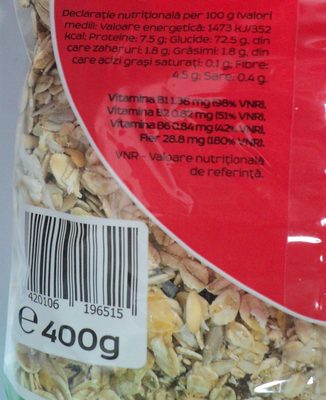 Declarație nutrițională per 100 g (valori
medii): Valoare energetică: 1473 KJ/352
kcal; Proteine: 7.5 g; Glucide: 72.5 g, din
care zaharuri: 1.8 g; Grăsimi: 1.8 g, din
care acizi grași saturați: 0.1 g; Fibre:
4.5 g; Sare: 0.4 g.
Vitamina B1 1.36 mg (98% VNR),
Vitamina B2 0.82 mg (51% VNR),
Vitamina B6 0.84 mg (42% VNR),
Fier 28.8 mg (180% VNR).
VNR - Valoare nutrițională
de referință.
420106 196515
e 400g